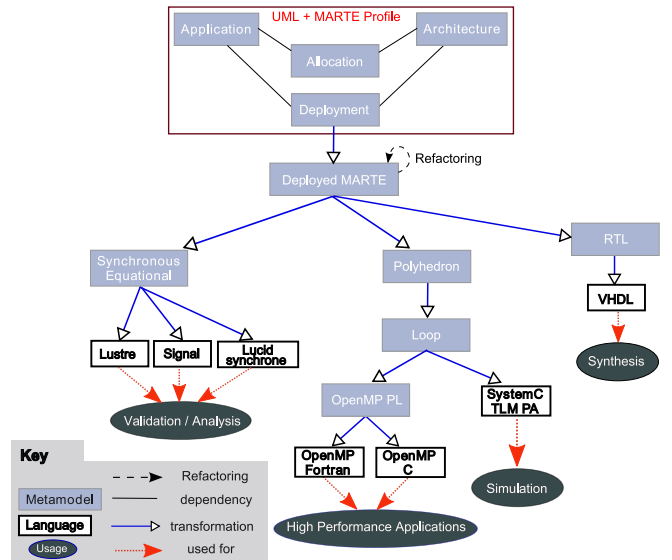 UML + MARTE Profile
Application
Architecture
Allocation
Deployment
Refactoring
Deployed MARTE
RTL
Synchronous
Equational
Polyhedron
VHDL
Loop
Lustre
Signal
Lucid
synchrone
Synthesis
OpenMP PL
SystemC
TLM PA
Validation / Analysis
OpenMP
Fortran
OpenMP
C
Simulation
High Performance Applications
Key
Refactoring
Metamodel
dependency
Language
transformation
Usage
used for